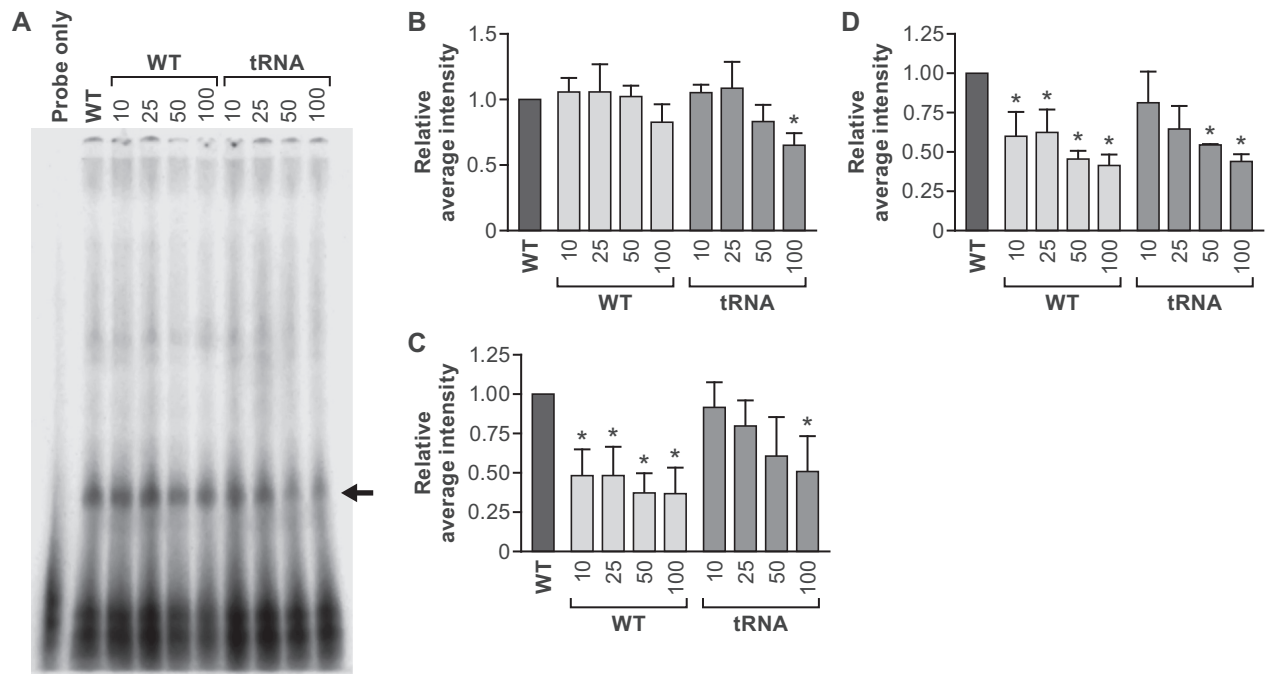 A
Probe only
WT
WT
10 25 50 100
tRNA
10 25 50 100
B
Relative
average intensity
1.5
1.0
0.5
0
*
WT 10 25 50 100 10 25 50 100
WT tRNA
C
Relative
average intensity
1.25
1.00
0.75
0.50
0.25
0
* * * * *
WT 10 25 50 100 10 25 50 100
WT tRNA
D
Relative
average intensity
1.25
1.00
0.75
0.50
0.25
0
* * * * * *
WT 10 25 50 100 10 25 50 100
WT tRNA